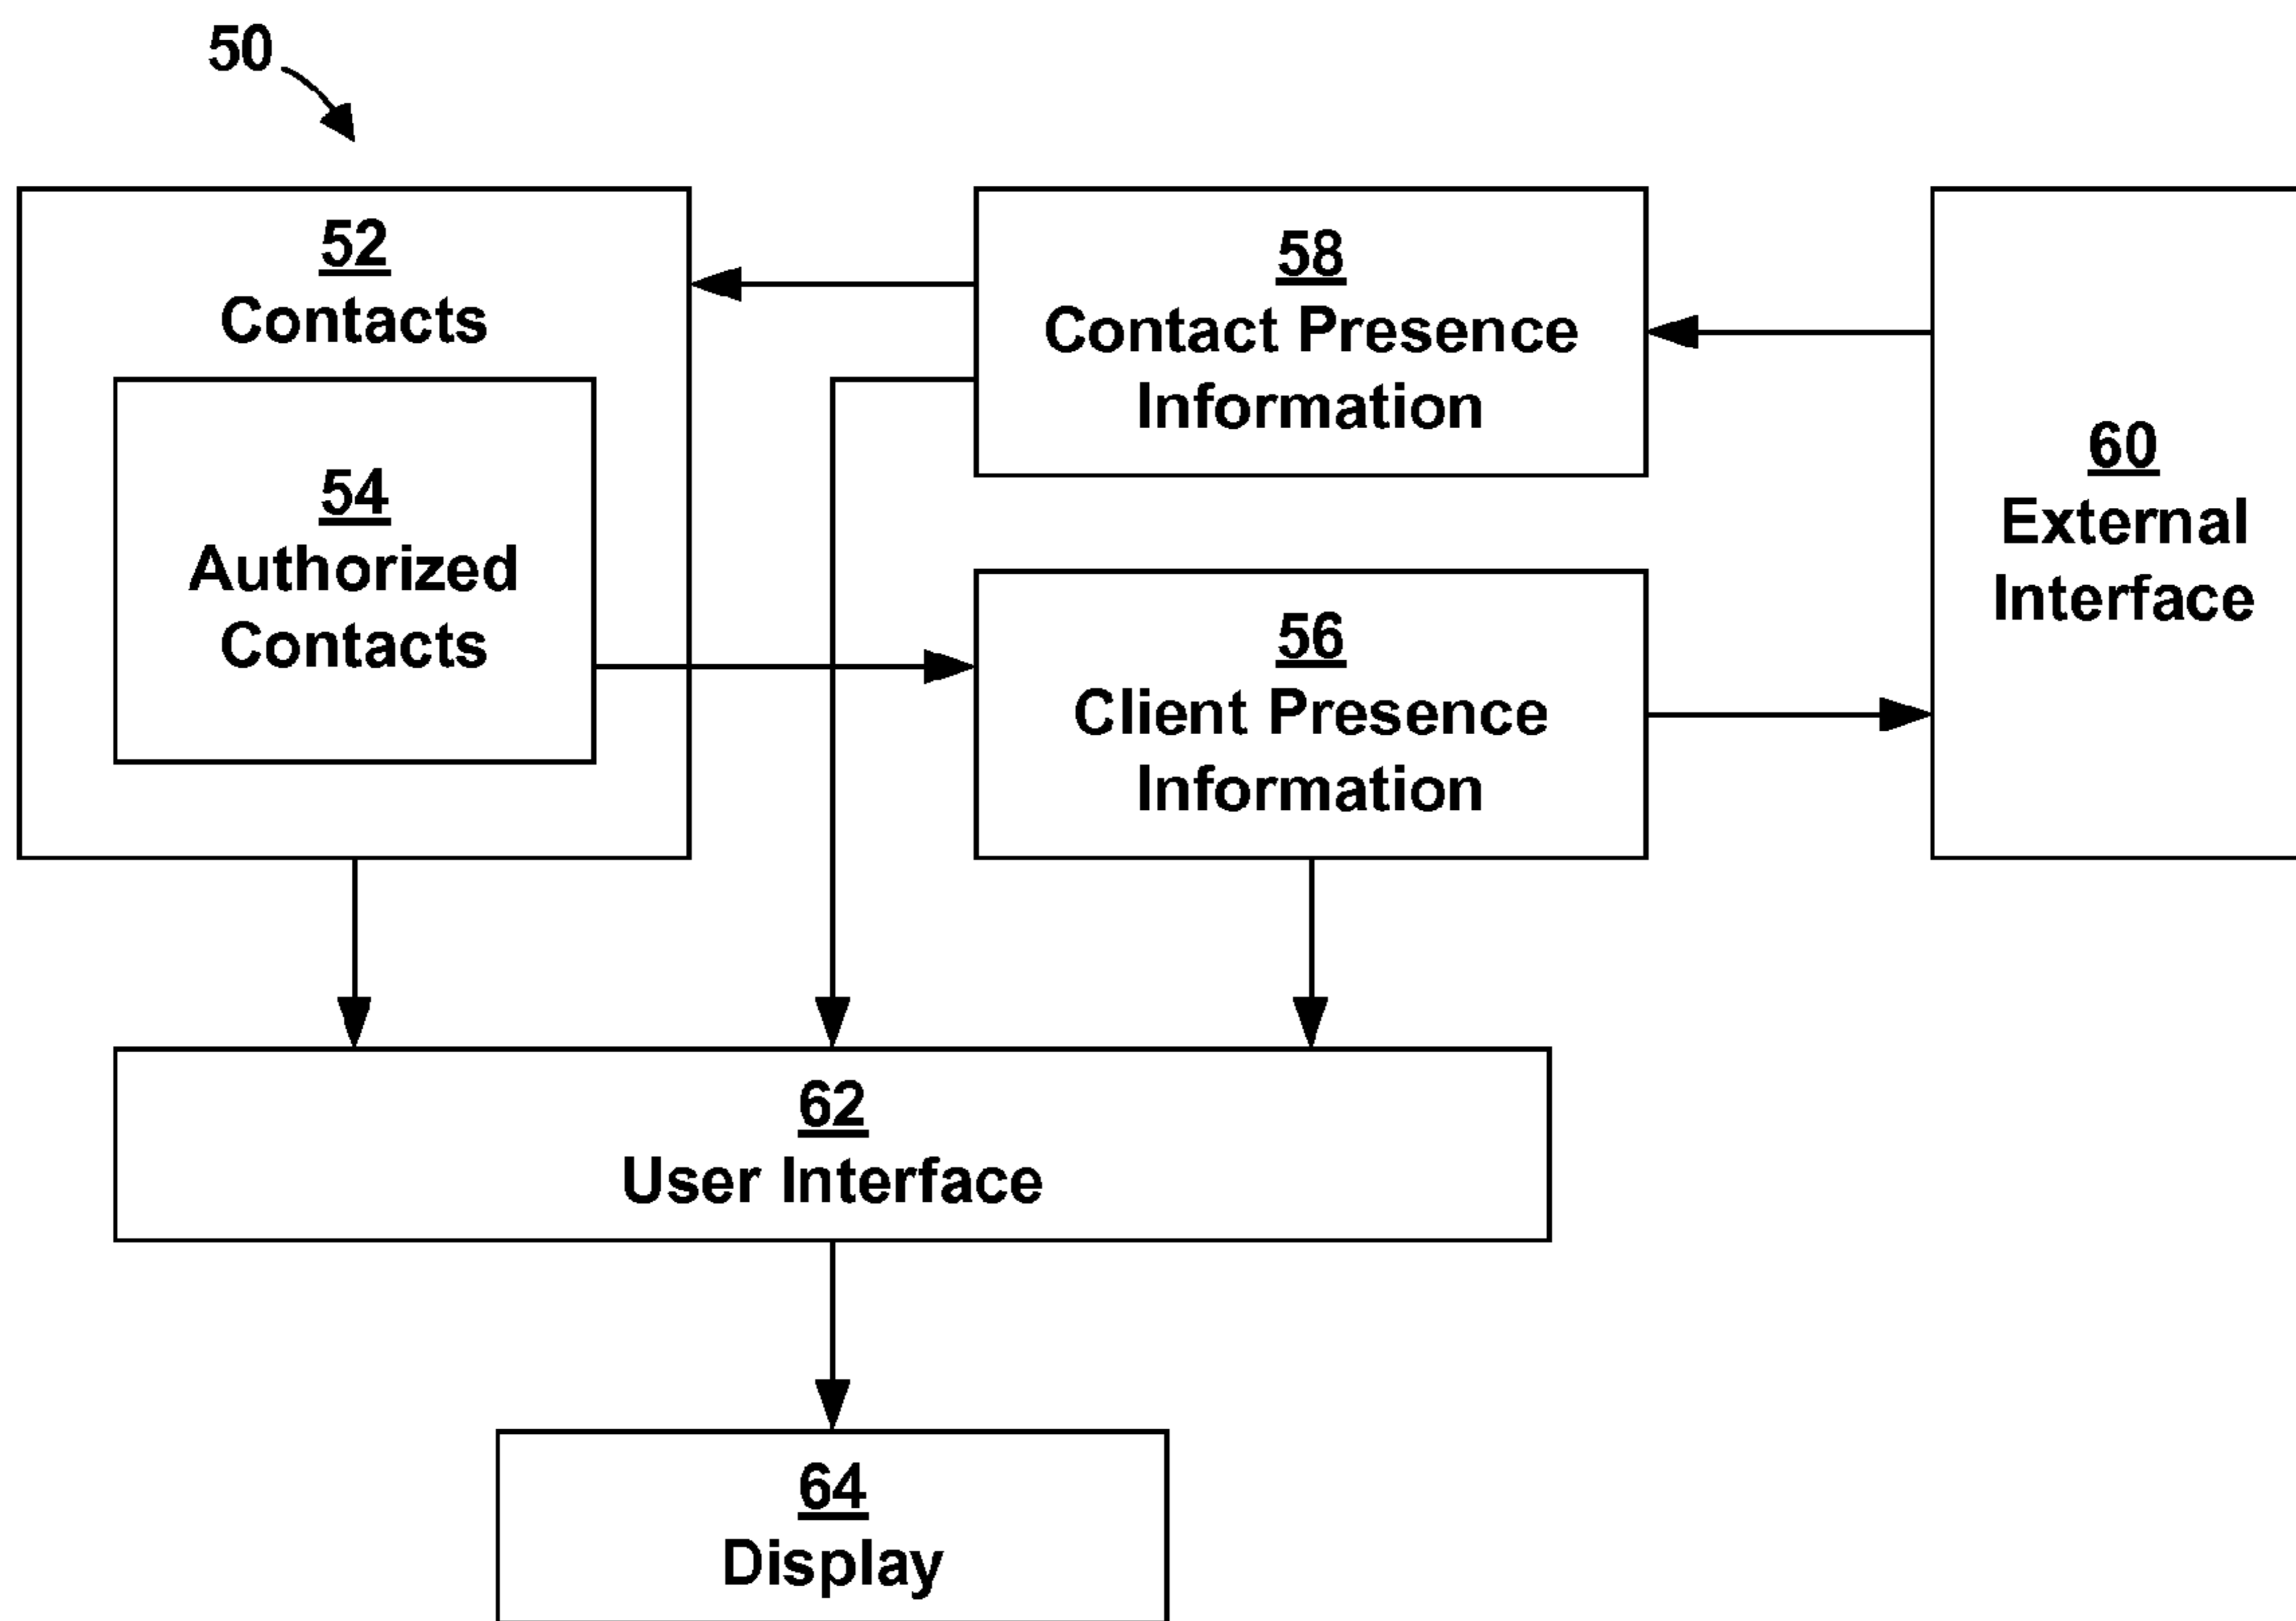 50
52
Contacts
54
Authorized
Contacts
58
Contact Presence
Information
56
Client Presence
Information
60
External
Interface
62
User Interface
64
Display